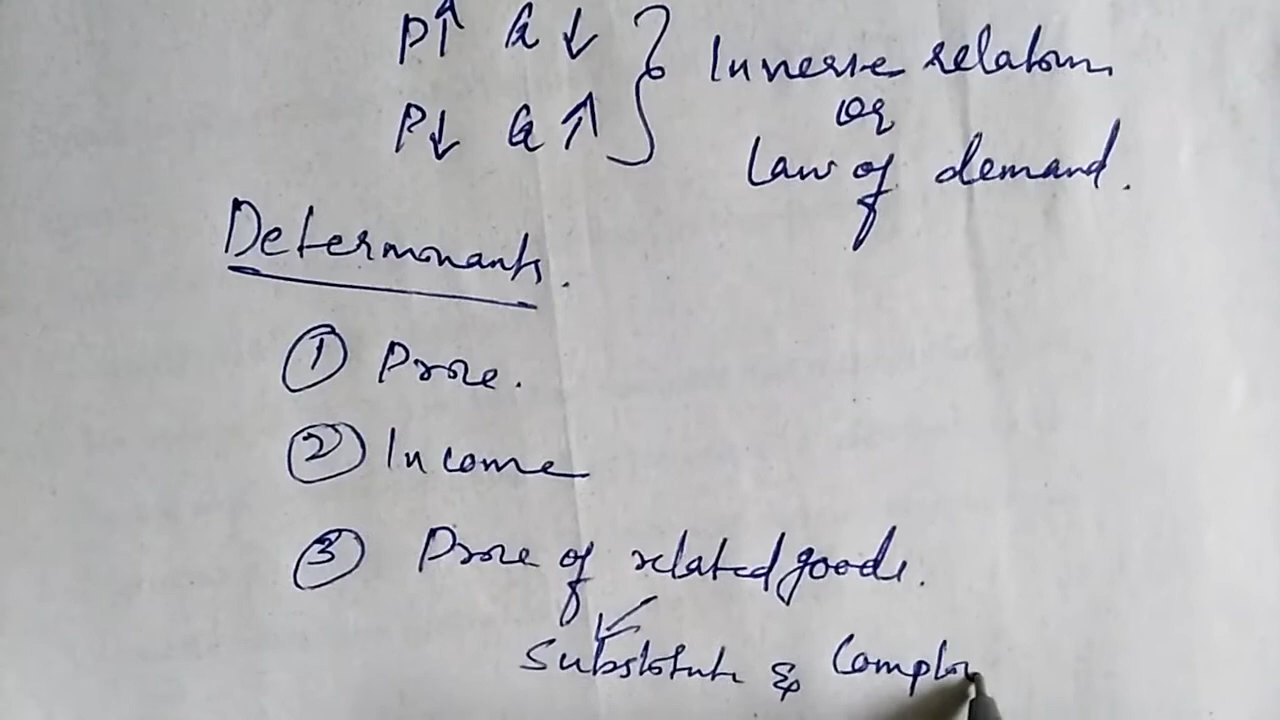 P↑ Q ↓
P↓ Q ↑
Inverse relation
or
law of demand.
Determinants.
① Price.
② Income
③ Price of related goods.
Substitute & Comple